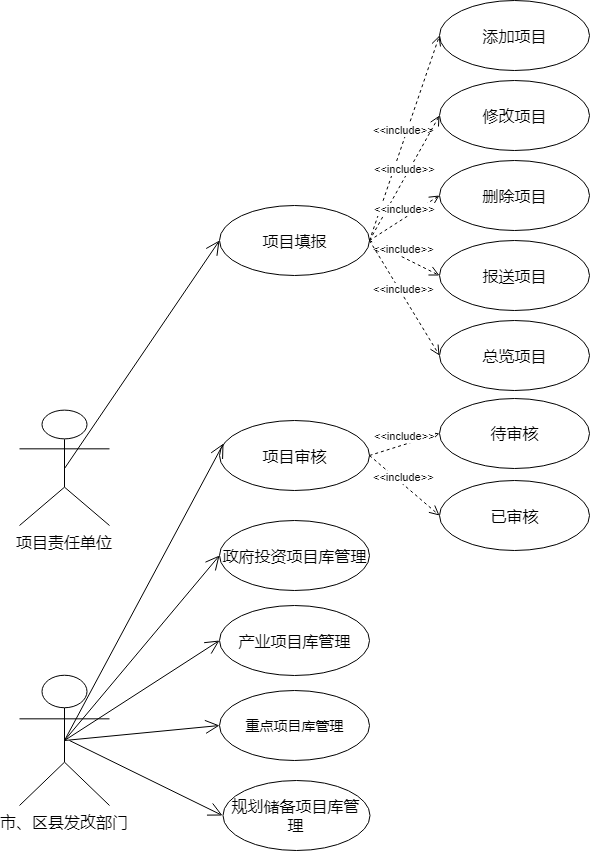 添加项目
<<include>>
修改项目
<<include>>
删除项目
<<include>>
项目填报
<<include>>
报送项目
<<include>>
总览项目
待审核
<<include>>
项目审核
<<include>>
已审核
项目责任单位
政府投资项目库管理
产业项目库管理
重点项目库管理
规划储备项目库管
理
市、区县发改部门